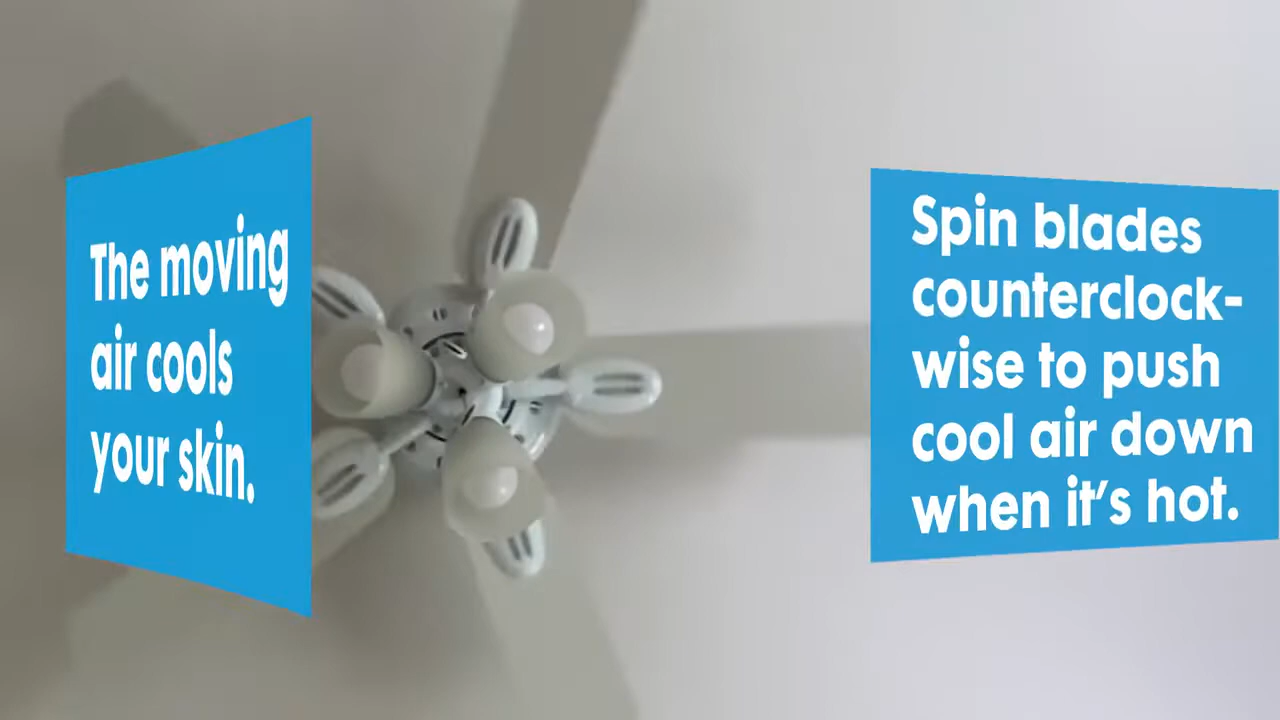 The moving
air cools
your skin.
Spin blades
counterclock-
wise to push
cool air down
when it's hot.